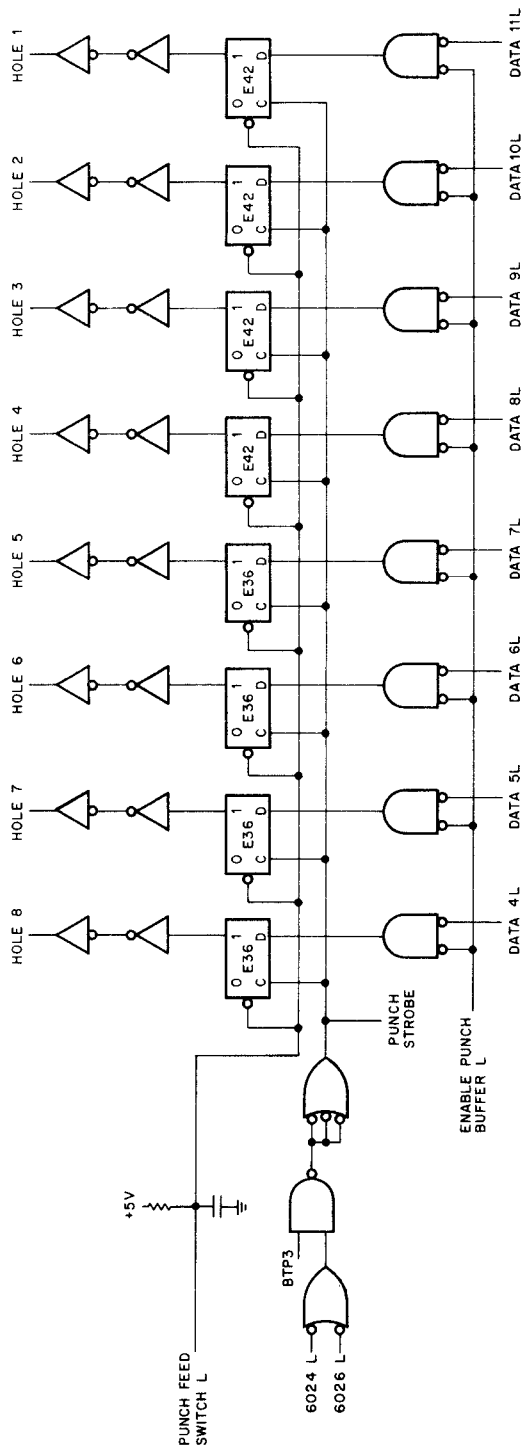 HOLE 8
HOLE 7
HOLE 6
HOLE 5
HOLE 4
HOLE 3
HOLE 2
HOLE 1
0 1
E36
C D
0 1
E36
C D
0 1
E36
C D
0 1
E36
C D
0 1
E42
C D
0 1
E42
C D
0 1
E42
C D
0 1
E42
C D
+5V
PUNCH FEED
SWITCH L
BTP3
6024 L
6026 L
PUNCH
STROBE
ENABLE PUNCH
BUFFER L
DATA 4L
DATA 5L
DATA 6L
DATA 7L
DATA 8L
DATA 9L
DATA 10L
DATA 11L